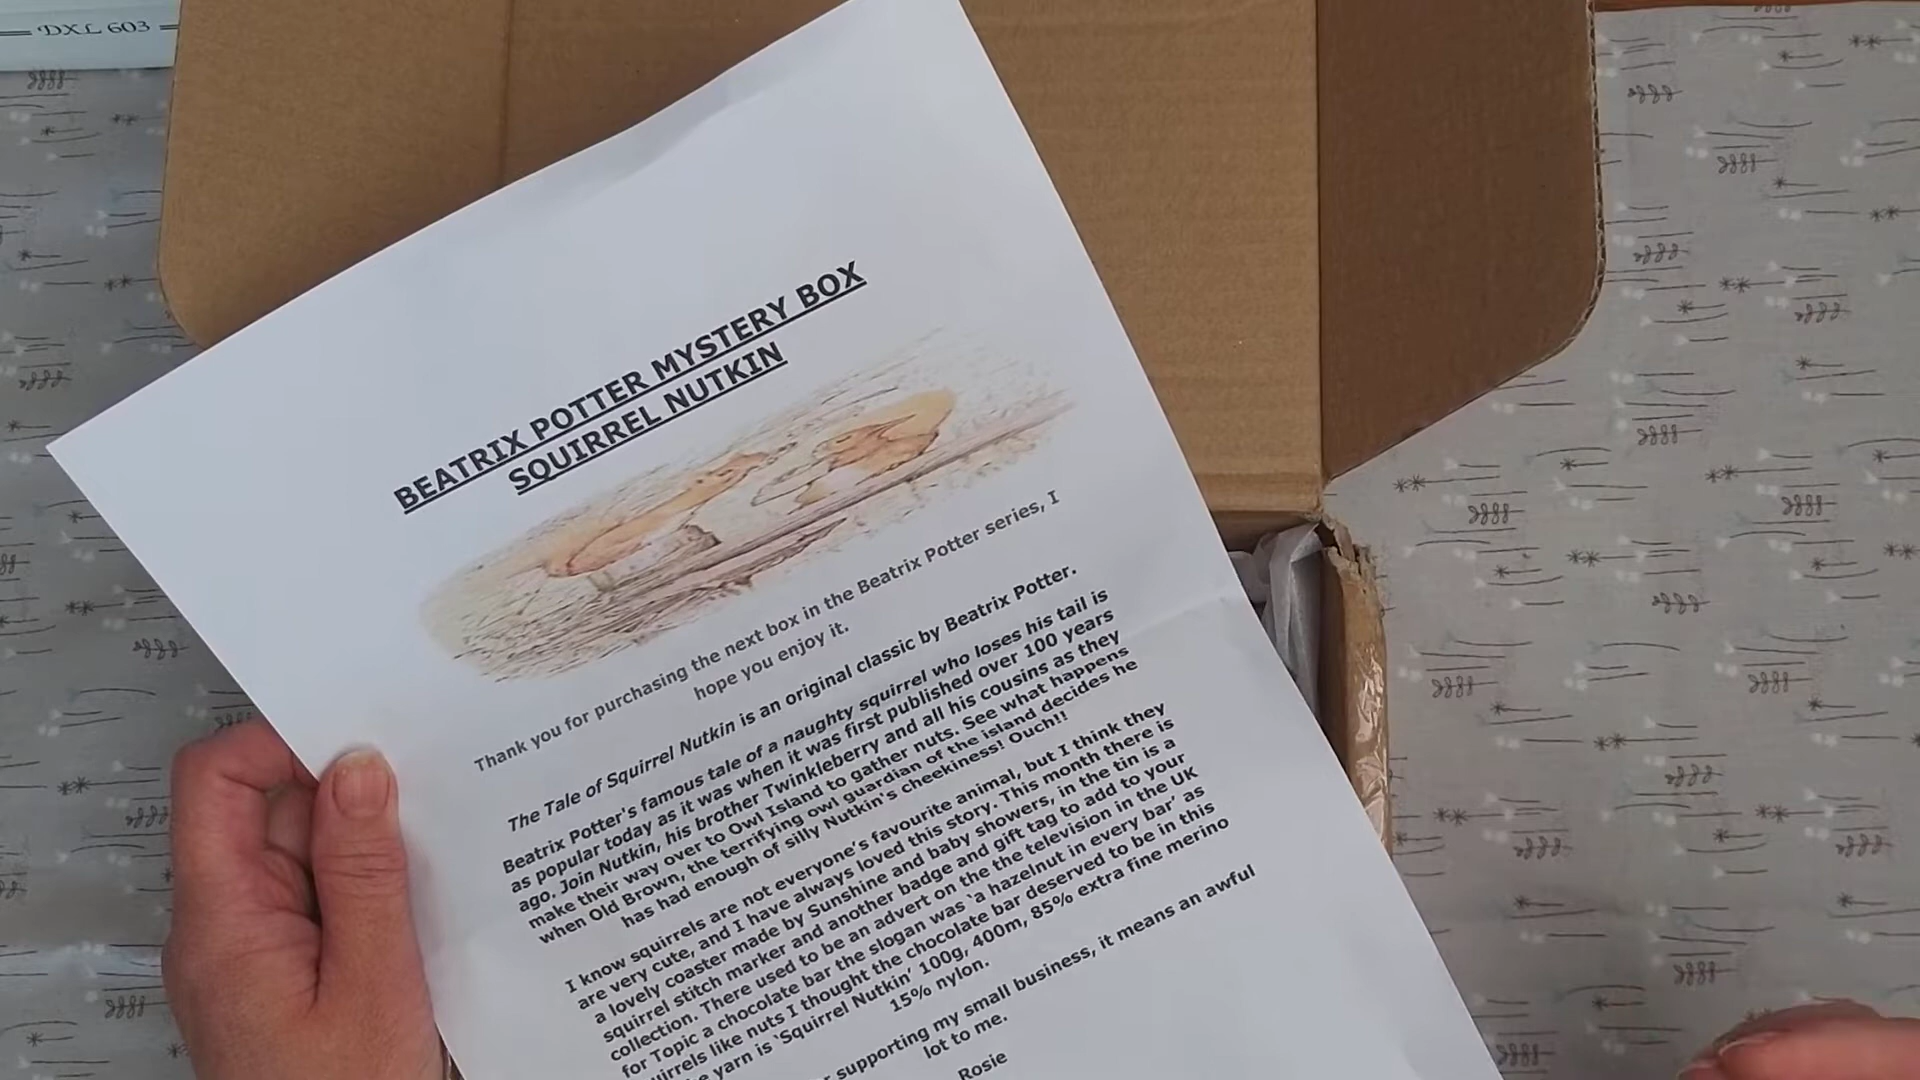 DXL 603
BEATRIX POTTER MYSTERY BOX
SQUIRREL NUTKIN
Thank you for purchasing the next box in the Beatrix Potter series, I
hope you enjoy it.
The Tale of Squirrel Nutkin is an original classic by Beatrix Potter.
Beatrix Potter's famous tale of a naughty squirrel who loses his tail is
as popular today as it was when it was first published over 100 years
ago. Join Nutkin, his brother Twinkleberry and all his cousins as they
make their way over to Owl Island to gather nuts. See what happens
when Old Brown, the terrifying owl guardian of the island decides he
has had enough of silly Nutkin's cheekiness! Ouch!!
I know squirrels are not everyone's favourite animal, but I think they
are very cute, and I have always loved this story. This month there is
a lovely coaster made by Sunshine and baby showers, in the tin is a
squirrel stitch marker and another badge and gift tag to add to your
collection. There used to be an advert on the the television in the UK
for Topic a chocolate bar the slogan was 'a hazelnut in every bar' as
like nuts I thought the chocolate bar deserved to be in this
yarn is 'Squirrel Nutkin' 100g, 400m, 85% extra fine merino
15% nylon.
supporting my small business, it means an awful
lot to me.
Rosie